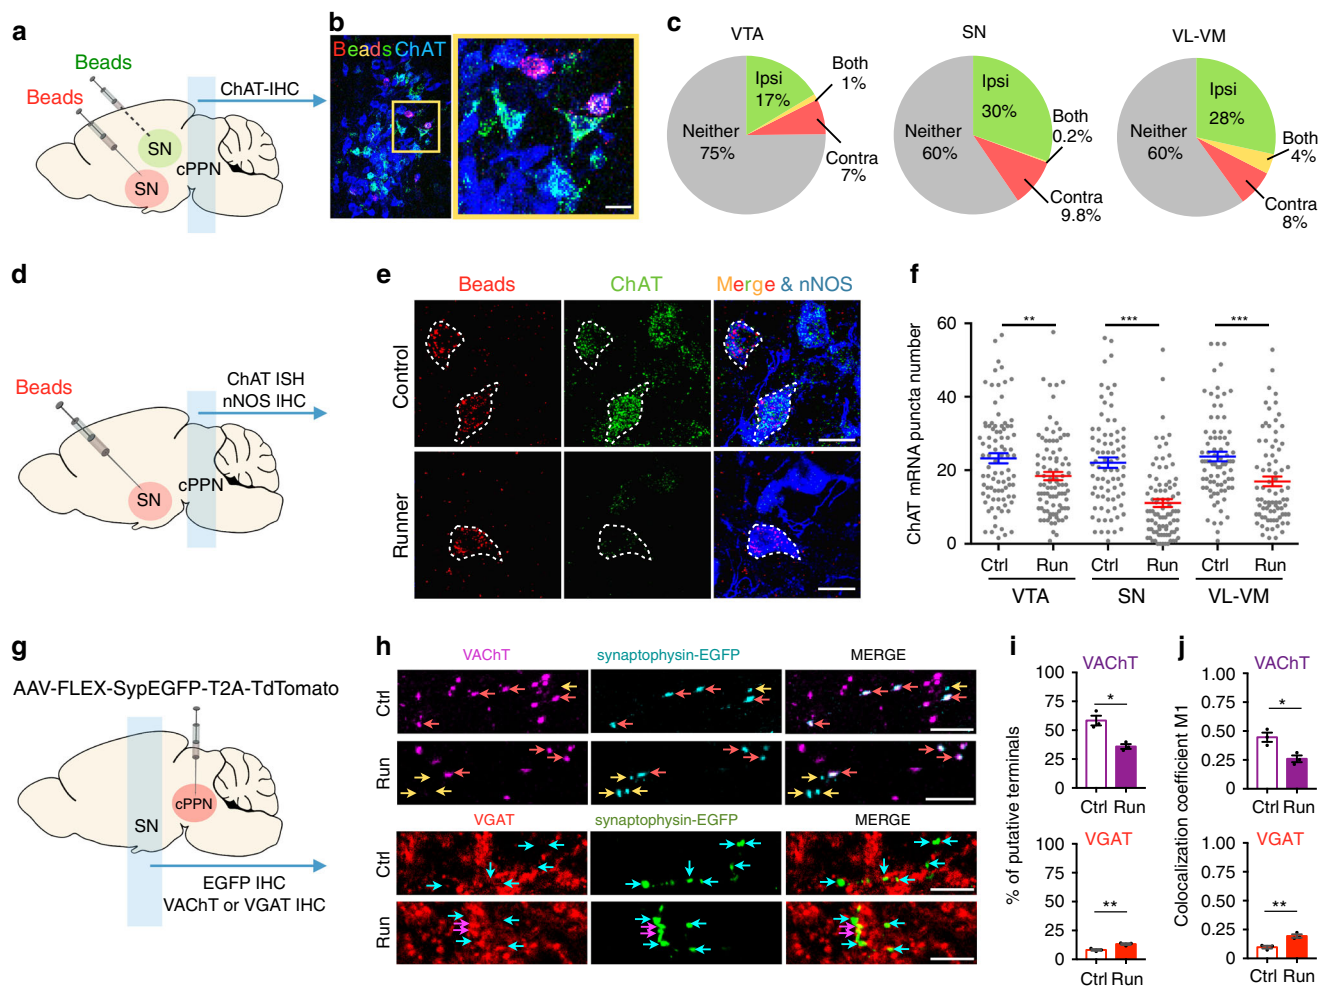 a
Beads
Beads
ChAT-IHC
SN
SN
cPPN
b
Beads ChAT
c
VTA
Ipsi
17%
Both
1%
Neither
75%
Contra
7%
SN
Ipsi
30%
Both
0.2%
Neither
60%
Contra
9.8%
VL-VM
Ipsi
28%
Both
4%
Neither
60%
Contra
8%
d
Beads
ChAT ISH
nNOS IHC
SN
cPPN
e
Beads
ChAT
Merge & nNOS
Control
Runner
f
ChAT mRNA puncta number
60
40
20
0
**
***
***
Ctrl
Run
Ctrl
Run
Ctrl
Run
VTA
SN
VL-VM
g
AAV-FLEX-SypEGFP-T2A-TdTomato
SN
cPPN
EGFP IHC
VAChT or VGAT IHC
h
VAChT
synaptophysin-EGFP
MERGE
Ctrl
Run
VGAT
synaptophysin-EGFP
MERGE
Ctrl
Run
i
VAChT
% of putative terminals
100
75
50
25
0
*
Ctrl Run
VGAT
100
75
50
25
0
**
Ctrl Run
j
VAChT
Colocalization coefficient M1
1.00
0.75
0.50
0.25
0
*
Ctrl Run
VGAT
1.00
0.75
0.50
0.25
0
**
Ctrl Run